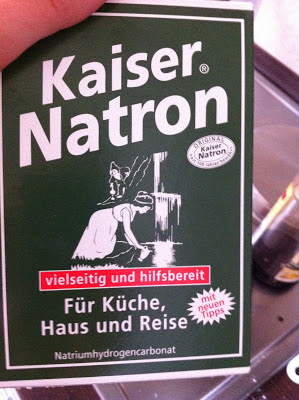 Kaiser®
Natron
ORIGINAL
Kaiser
Natron
vielseitig und hilfsbereit
Für Küche,
Haus und Reise
mit
neuen
Tipps
Natriumhydrogencarbonat